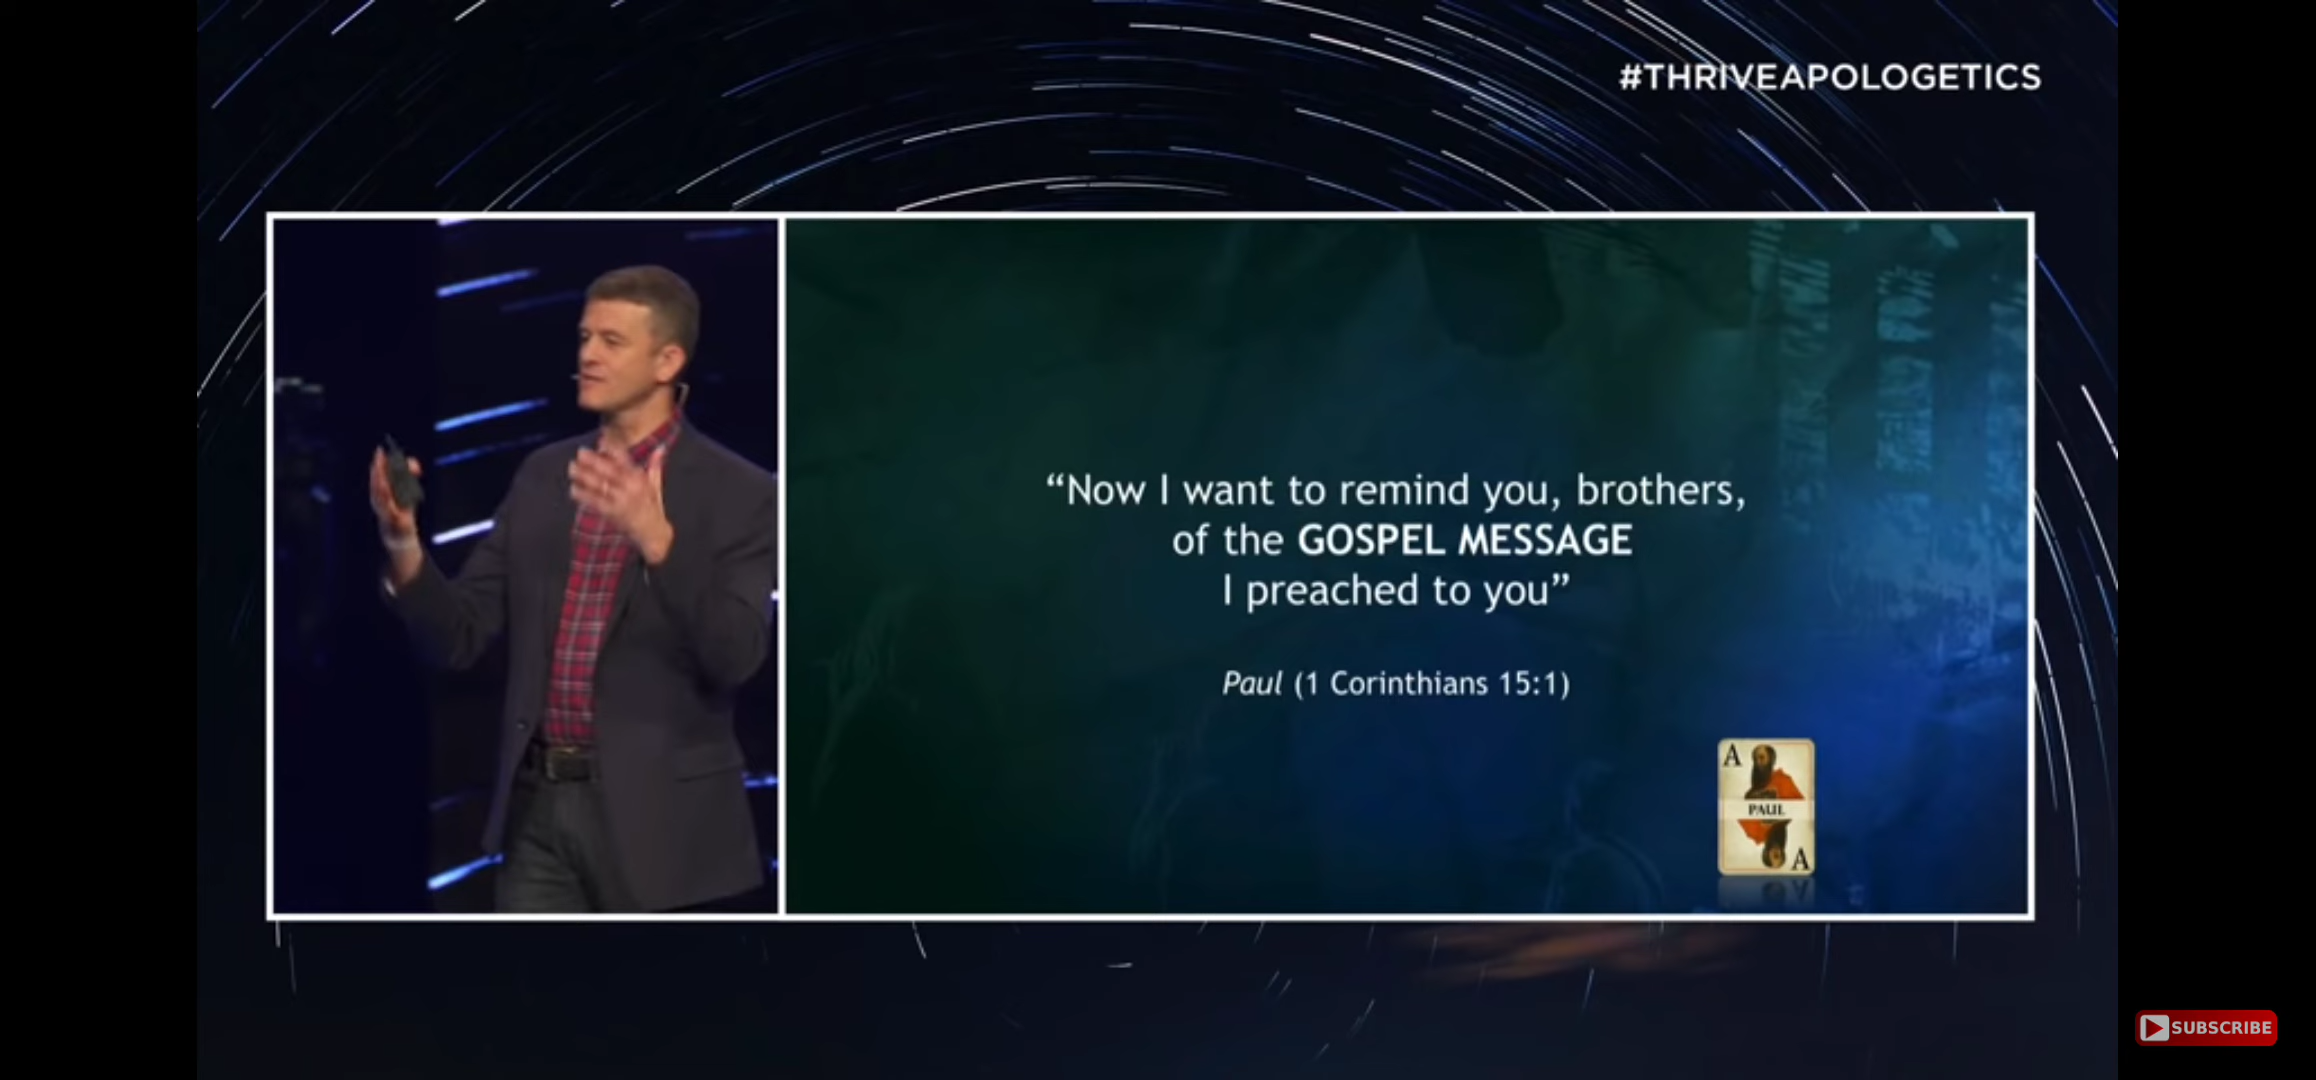 #THRIVEAPOLOGETICS
“Now I want to remind you, brothers,
of the GOSPEL MESSAGE
I preached to you”
Paul (1 Corinthians 15:1)
A
PAUL
A
SUBSCRIBE